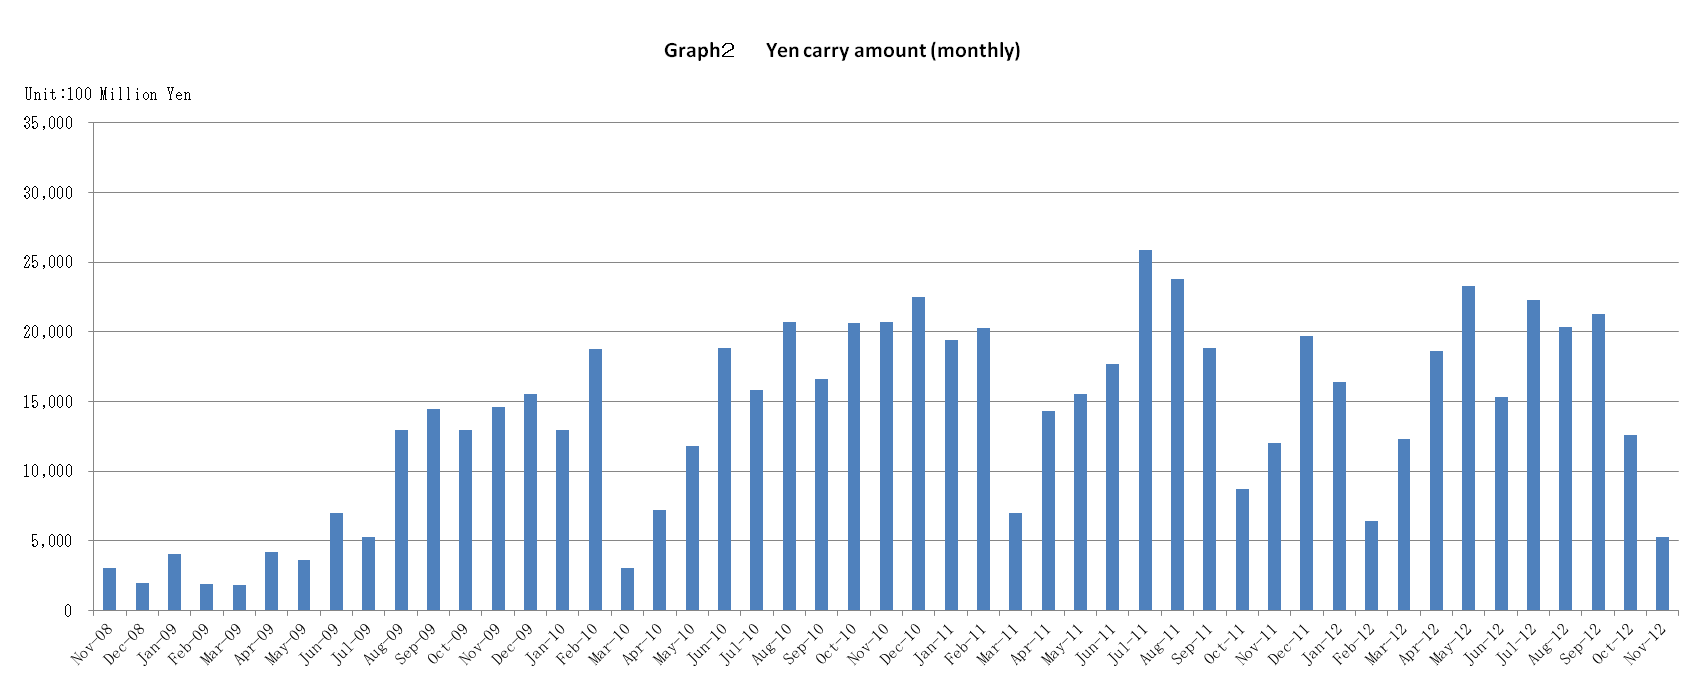 Graph２　Yen carry amount (monthly)
Unit:100 Million Yen
35,000
30,000
25,000
20,000
15,000
10,000
5,000
0
Nov-08 Dec-08 Jan-09 Feb-09 Mar-09 Apr-09 May-09 Jun-09 Jul-09 Aug-09 Sep-09 Oct-09 Nov-09 Dec-09 Jan-10 Feb-10 Mar-10 Apr-10 May-10 Jun-10 Jul-10 Aug-10 Sep-10 Oct-10 Nov-10 Dec-10 Jan-11 Feb-11 Mar-11 Apr-11 May-11 Jun-11 Jul-11 Aug-11 Sep-11 Oct-11 Nov-11 Dec-11 Jan-12 Feb-12 Mar-12 Apr-12 May-12 Jun-12 Jul-12 Aug-12 Sep-12 Oct-12 Nov-12